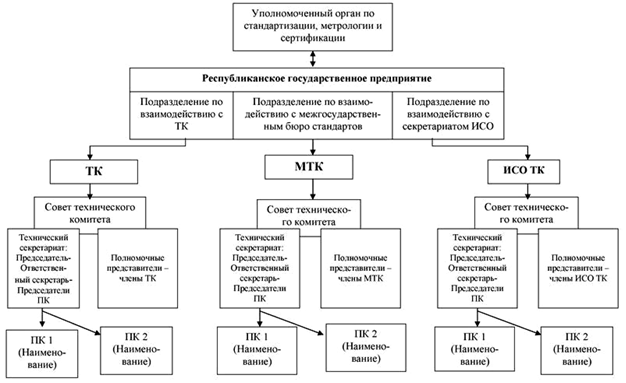 Уполномоченный орган по
стандартизации, метрологии и
сертификации
Республиканское государственное предприятие
Подразделение по
взаимодействию с
ТК
Подразделение по взаимо-
действию с межгосударствен-
ным бюро стандартов
Подразделение по
взаимодействию с
секретариатом ИСО
ТК
МТК
ИСО ТК
Совет технического
комитета
Совет техническо-
го комитета
Совет техническо-
го комитета
Технический
секретариат:
Председатель-
Ответствен-
ный секретарь-
Председатели
ПК
Полномочные
представители –
члены ТК
Технический
секретариат:
Председатель-
Ответственный
секретарь-
Председатели
ПК
Полномочные
представители –
члены МТК
Технический
секретариат:
Председатель-
Ответственный
секретарь-
Председатели
ПК
Полиомочные
представители –
члены ИСО ТК
ПК 1
(Наимено-
вание)
ПК 2
(Наимено-
вание)
ПК 1
(Наимено-
вание)
ПК 2
(Наимено-
вание)
ПК 1
(Наимено-
вание)
ПК 2
(Наимено-
вание)